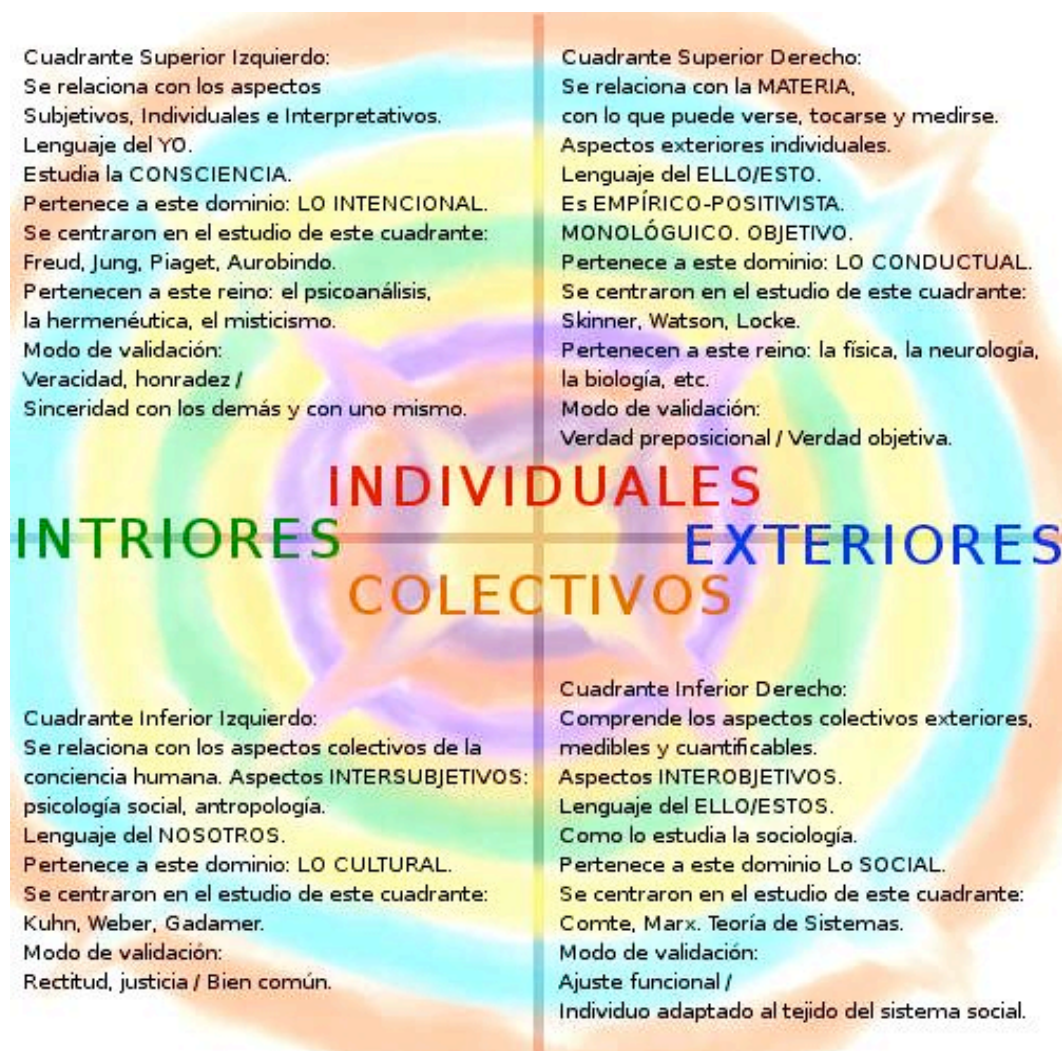 Cuadrante Superior Izquierdo:
Se relaciona con los aspectos
Subjetivos, Individuales e Interpretativos.
Lenguaje del YO.
Estudia la CONSCIENCIA.
Pertenece a este dominio: LO INTENCIONAL.
Se centraron en el estudio de este cuadrante:
Freud, Jung, Piaget, Aurobindo.
Pertenecen a este reino: el psicoanálisis,
la hermenéutica, el misticismo.
Modo de validación:
Veracidad, honradez /
Sinceridad con los demás y con uno mismo.
Cuadrante Superior Derecho:
Se relaciona con la MATERIA,
con lo que puede verse, tocarse y medirse.
Aspectos exteriores individuales.
Lenguaje del ELLO/ESTO.
Es EMPÍRICO-POSITIVISTA.
MONOLÓGUICO. OBJETIVO.
Pertenece a este dominio: LO CONDUCTUAL.
Se centraron en el estudio de este cuadrante:
Skinner, Watson, Locke.
Pertenecen a este reino: la física, la neurología,
la biología, etc.
Modo de validación:
Verdad preposicional / Verdad objetiva.
INDIVIDUALES
INTRIORES
EXTERIORES
COLECTIVOS
Cuadrante Inferior Izquierdo:
Se relaciona con los aspectos colectivos de la
conciencia humana. Aspectos INTERSUBJETIVOS:
psicología social, antropología.
Lenguaje del NOSOTROS.
Pertenece a este dominio: LO CULTURAL.
Se centraron en el estudio de este cuadrante:
Kuhn, Weber, Gadamer.
Modo de validación:
Rectitud, justicia / Bien común.
Cuadrante Inferior Derecho:
Comprende los aspectos colectivos exteriores,
medibles y cuantificables.
Aspectos INTEROBJETIVOS.
Lenguaje del ELLO/ESTOS.
Como lo estudia la sociología.
Pertenece a este dominio Lo SOCIAL.
Se centraron en el estudio de este cuadrante:
Comte, Marx. Teoría de Sistemas.
Modo de validación:
Ajuste funcional /
Individuo adaptado al tejido del sistema social.